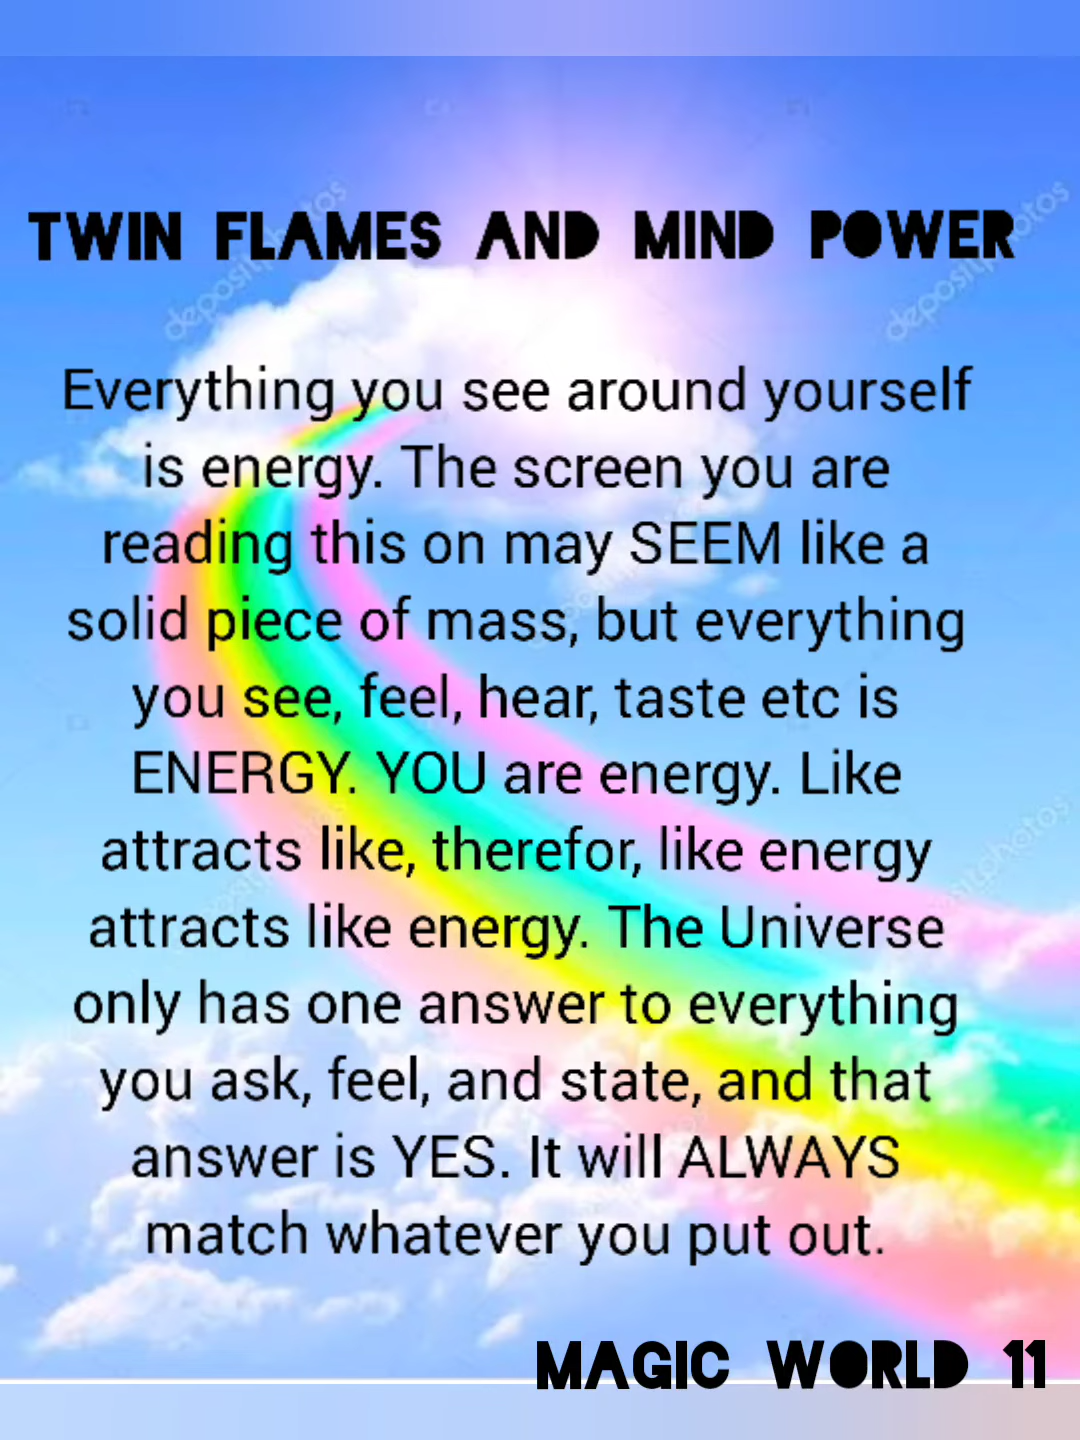 TWIN FLAMES AND MIND POWER
Everything you see around yourself
is energy. The screen you are
reading this on may SEEM like a
solid piece of mass, but everything
you see, feel, hear, taste etc is
ENERGY. YOU are energy. Like
attracts like, therefor, like energy
attracts like energy. The Universe
only has one answer to everything
you ask, feel, and state, and that
answer is YES. It will ALWAYS
match whatever you put out.
MAGIC WORLD 11
depositphotos
depositphotos
depositphotos